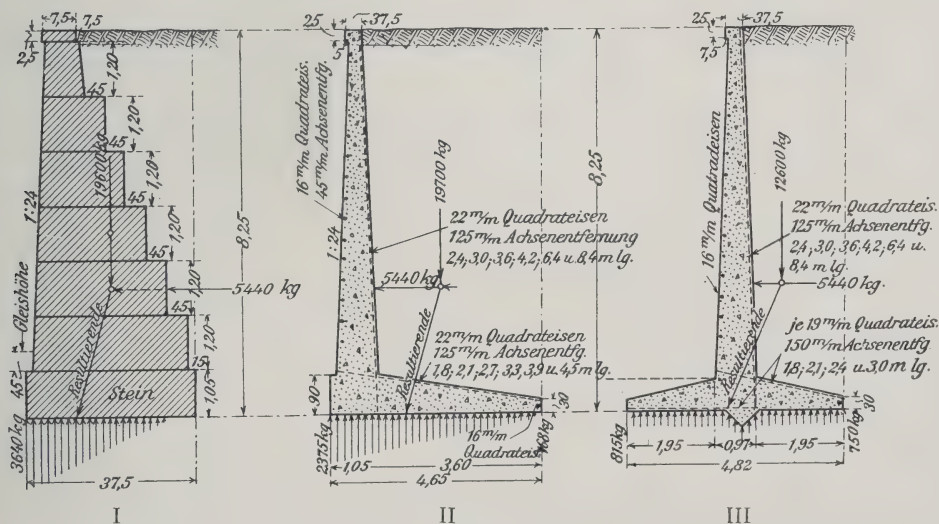 7,5
7,5
2,5
1,20
45
1,20
45
1,20
45
1,20
45
1,20
45
1,20
15
1,05
19600 kg
8,25
1:24
5440 kg
Gleishöhe
Resultierende
45
Stein
3640 kg
37,5
I
25
37,5
5
16 m/m Quadrateis.
45 m/m Achsenentfg.
19700 kg
1:24
22 m/m Quadrateisen
125 m/m Achsenentfernung
2,4; 3,0; 3,6; 4,2; 6,4 u. 8,4 m lg.
5440 kg
Resultierende
22 m/m Quadrateisen
125 m/m Achsenentfg.
1,8; 2,1; 2,7; 3,3; 3,9 u. 4,5 m lg.
90
30
16 m/m
Quadrateis.
2375 kg
1,05
3,60
4,65
II
8,25
25
37,5
7,5
16 m/m Quatradeisen
12600 kg
22 m/m Quadrateis.
125 m/m Achsenentfg.
2,4; 3,0; 3,6; 4,2; 6,4 u.
8,4 m lg.
5440 kg.
Resultierende
je 19 m/m Quadrateis.
150 m/m Achsenentfg.
1,8; 2,1; 2,4 u. 3,0 m lg.
30
815 kg
750 kg
1,95
0,91
1,95
4,82
III